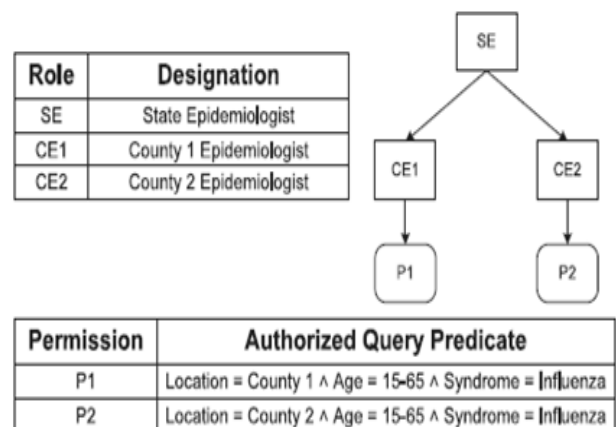 SE
Role Designation
SE State Epidemiologist
CE1 County 1 Epidemiologist
CE2 County 2 Epidemiologist
CE1 CE2
P1 P2
Permission Authorized Query Predicate
P1 Location = County 1 ∧ Age = 15-65 ∧ Syndrome = Influenza
P2 Location = County 2 ∧ Age = 15-65 ∧ Syndrome = Influenza